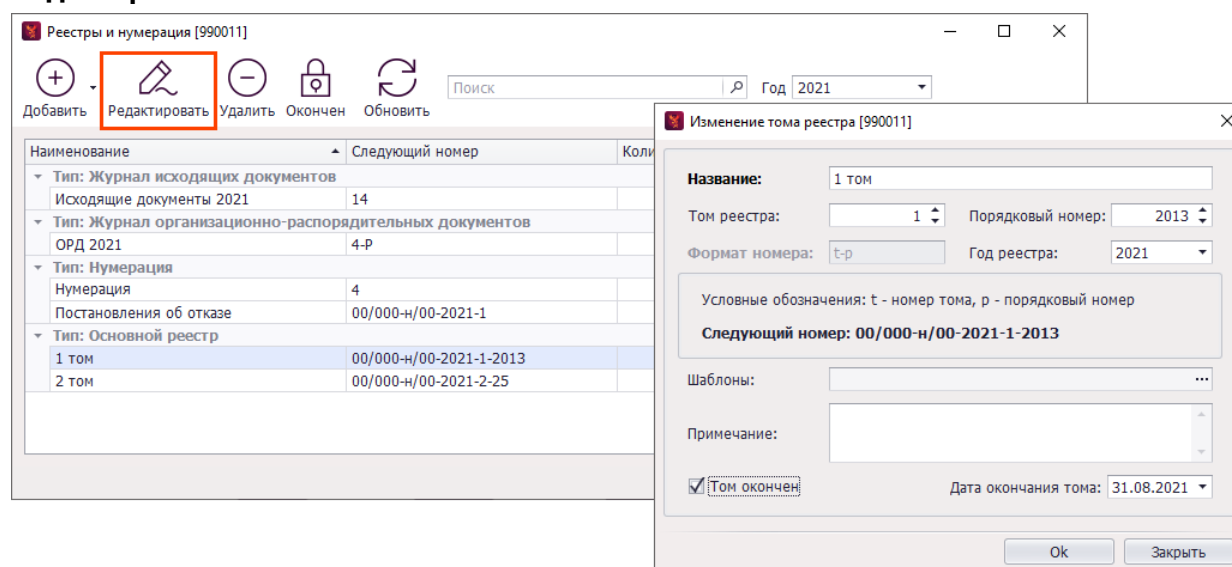 Реестры и нумерация [990011]
Добавить Редактировать Удалить Окончен Обновить Поиск Год 2021
Наименование Следующий номер
Тип: Журнал исходящих документов
Исходящие документы 2021 14
Тип: Журнал организационно-распорядительных документов
ОРД 2021 4-Р
Тип: Нумерация
Нумерация 4
Постановления об отказе 00/000-н/00-2021-1
Тип: Основной реестр
1 том 00/000-н/00-2021-1-2013
2 том 00/000-н/00-2021-2-25
Изменение тома реестра [990011]
Название: 1 том
Том реестра: 1 Порядковый номер: 2013
Формат номера: t-p Год реестра: 2021
Условные обозначения: t - номер тома, p - порядковый номер
Следующий номер: 00/000-н/00-2021-1-2013
Шаблоны: ...
Примечание:
Том окончен Дата окончания тома: 31.08.2021
Ok Закрыть